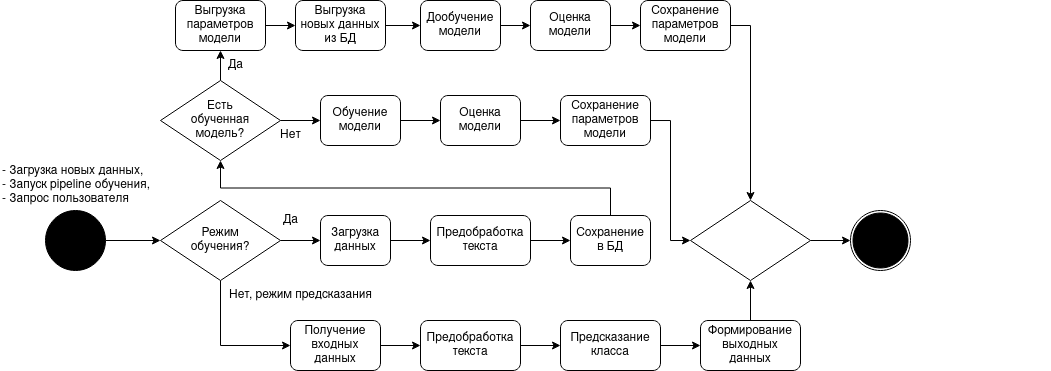 Выгрузка
параметров
модели
Выгрузка
новых данных
из БД
Дообучение
модели
Оценка
модели
Сохранение
параметров
модели
Да
Есть
обученная
модель?
Нет
Обучение
модели
Оценка
модели
Сохранение
параметров
модели
- Загрузка новых данных,
- Запуск pipeline обучения,
- Запрос пользователя
Режим
обучения?
Да
Загрузка
данных
Предобработка
текста
Сохранение
в БД
Нет, режим предсказания
Получение
входных
данных
Предобработка
текста
Предсказание
класса
Формирование
выходных
данных